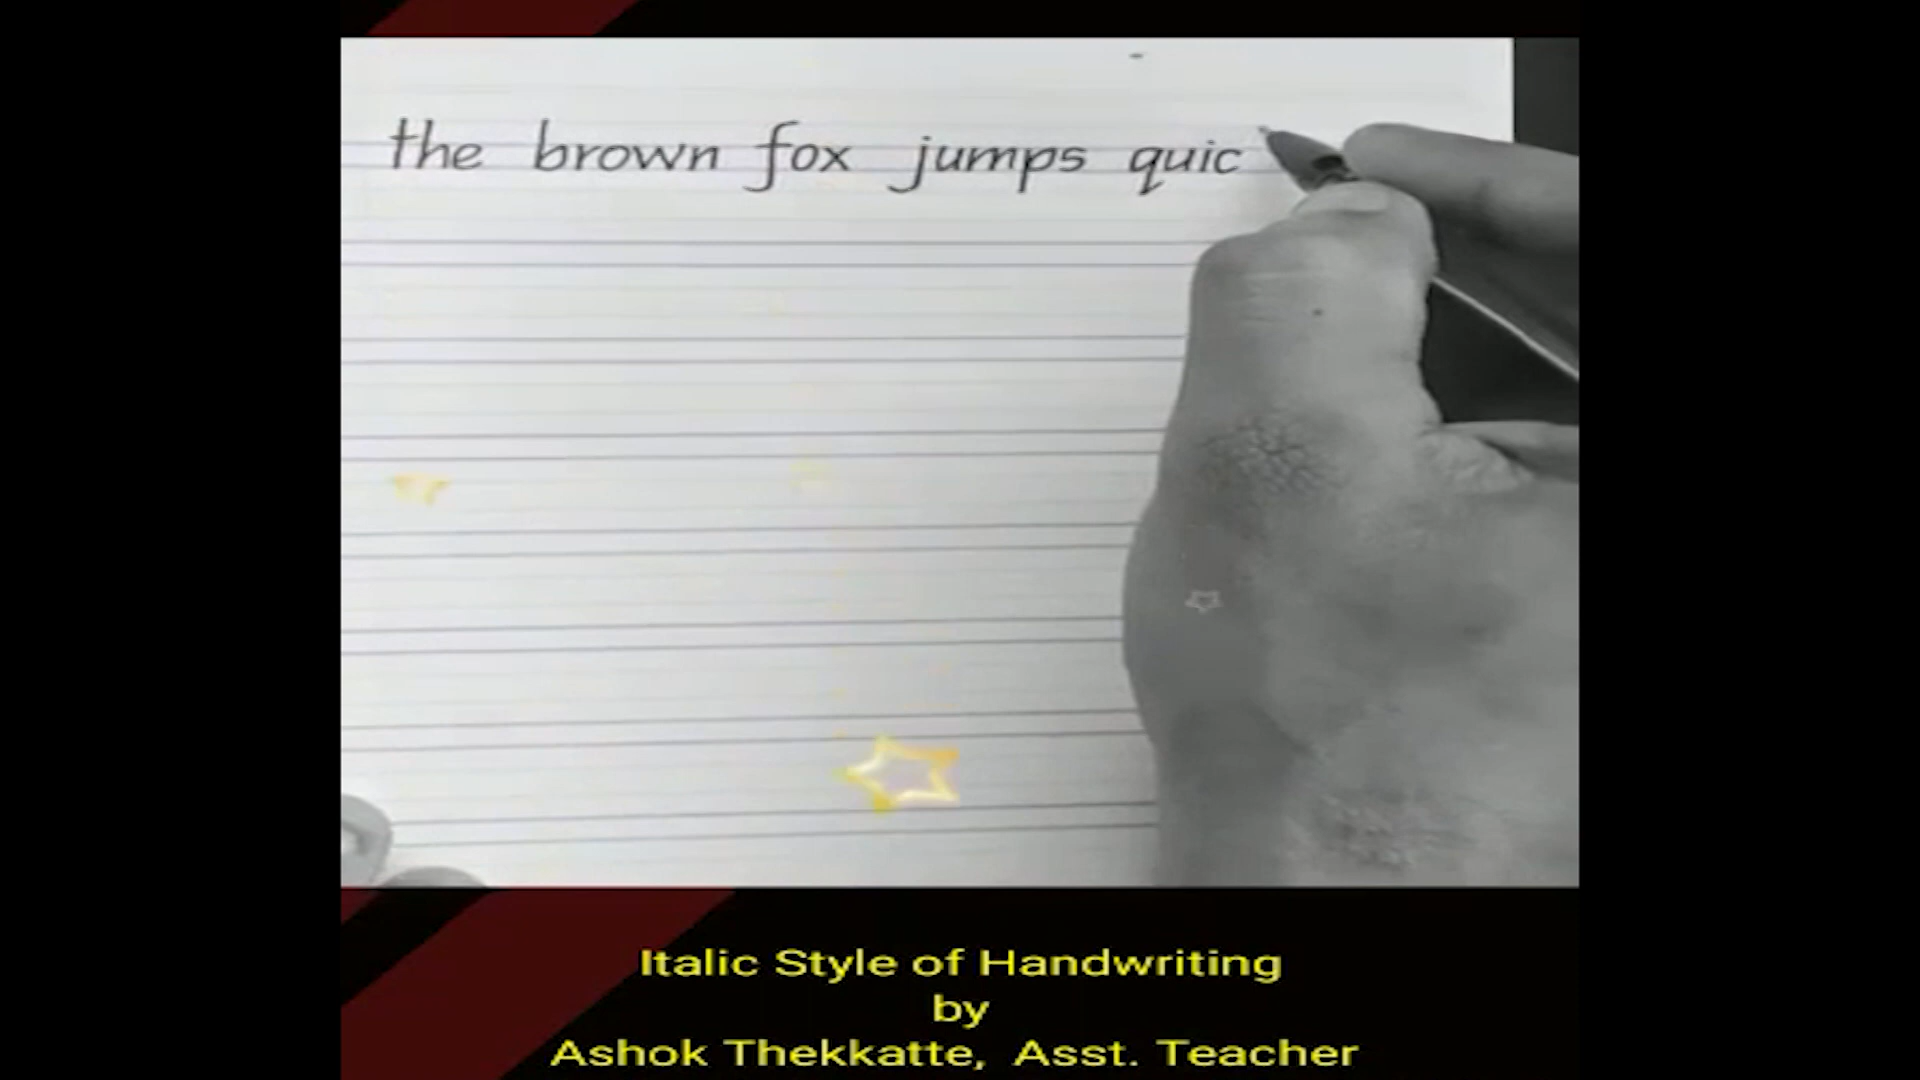 the brown fox jumps quic
Italic Style of Handwriting
by
Ashok Thekkatte, Asst. Teacher